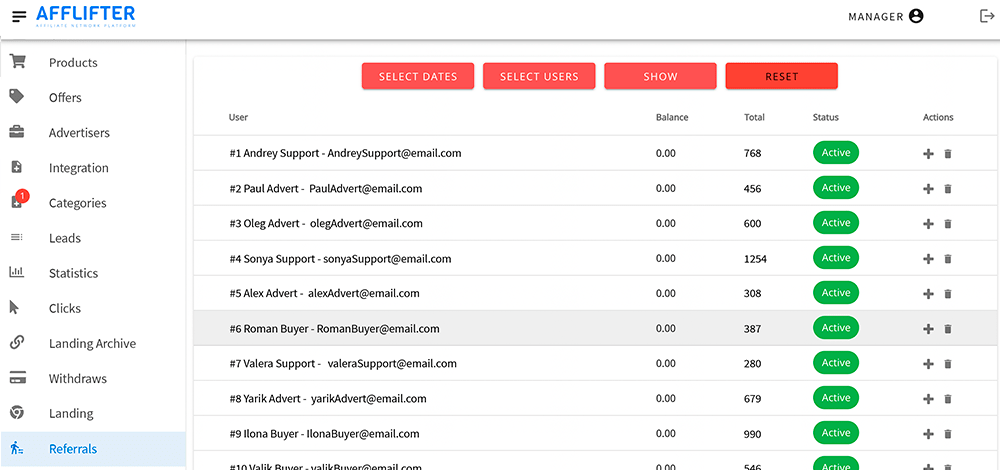 AFFLIFTER
AFFILIATE NETWORK PLATFORM
MANAGER
Products
Offers
Advertisers
Integration
1
Categories
Leads
Statistics
Clicks
Landing Archive
Withdraws
Landing
Referrals
SELECT DATES SELECT USERS SHOW RESET
User Balance Total Status Actions
#1 Andrey Support - AndreySupport@email.com 0.00 768 Active
#2 Paul Advert - PaulAdvert@email.com 0.00 456 Active
#3 Oleg Advert - olegAdvert@email.com 0.00 600 Active
#4 Sonya Support - sonyaSupport@email.com 0.00 1254 Active
#5 Alex Advert - alexAdvert@email.com 0.00 308 Active
#6 Roman Buyer - RomanBuyer@email.com 0.00 387 Active
#7 Valera Support - valeraSupport@email.com 0.00 280 Active
#8 Yarik Advert - yarikAdvert@email.com 0.00 679 Active
#9 Ilona Buyer - IlonaBuyer@email.com 0.00 990 Active
#10 Valik Buyer - valikBuyer@email.com 0.00 546 Active